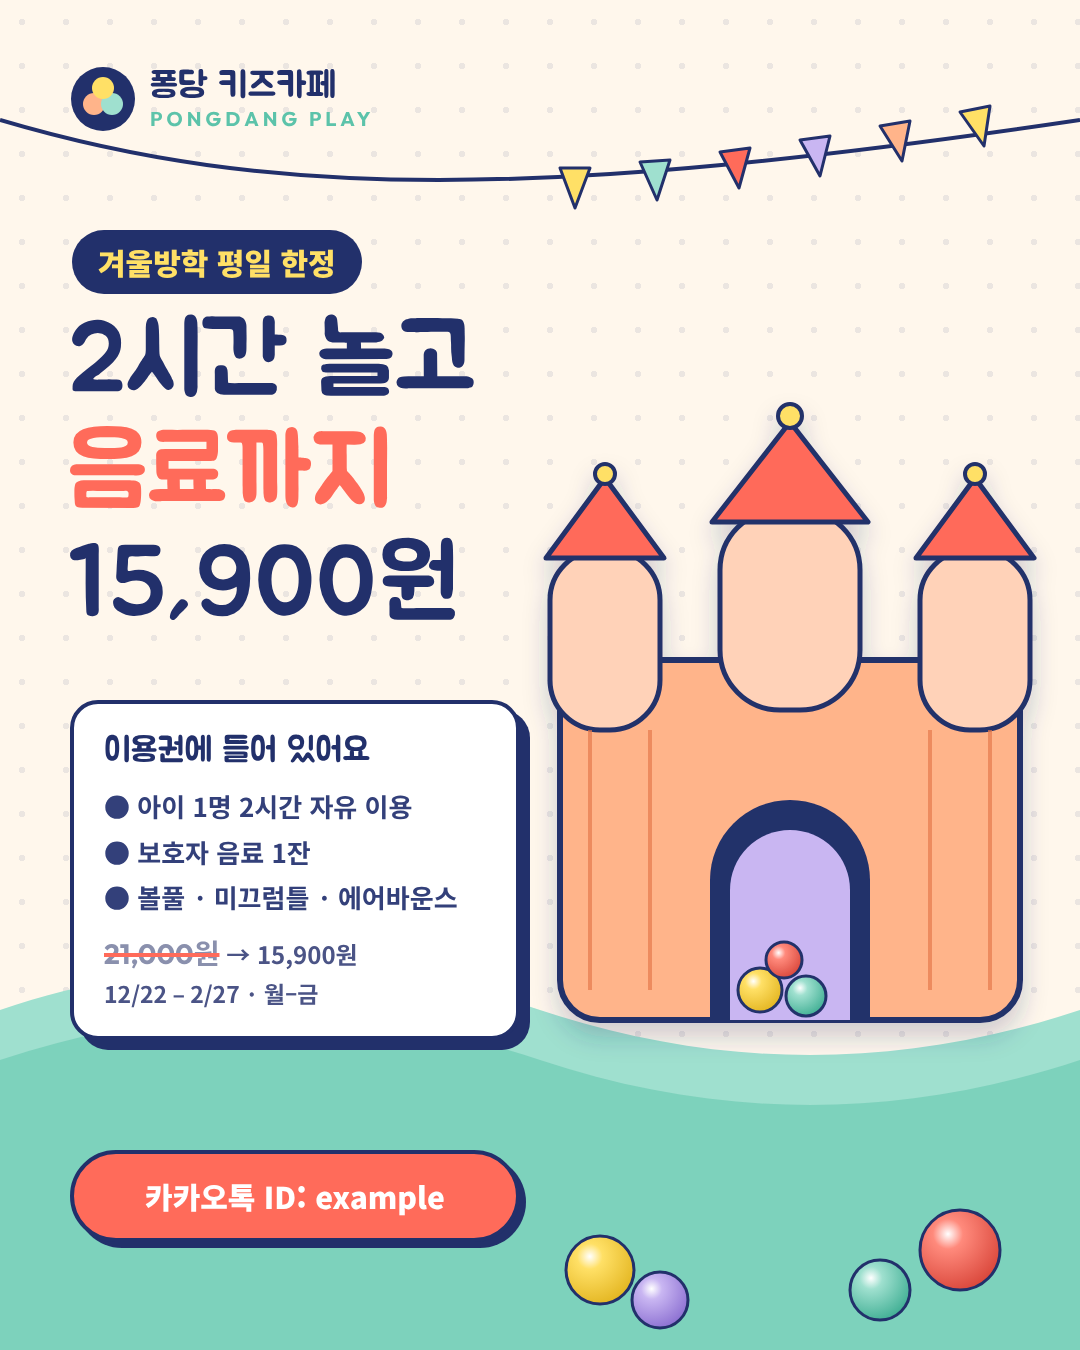 퐁당 키즈카페
PONGDANG PLAY
겨울방학 평일 한정
2시간 놀고
음료까지
15,900원
이용권에 들어 있어요
● 아이 1명 2시간 자유 이용
● 보호자 음료 1잔
● 볼풀 · 미끄럼틀 · 에어바운스
21,000원 → 15,900원
12/22 – 2/27 · 월–금
카카오톡 ID: example